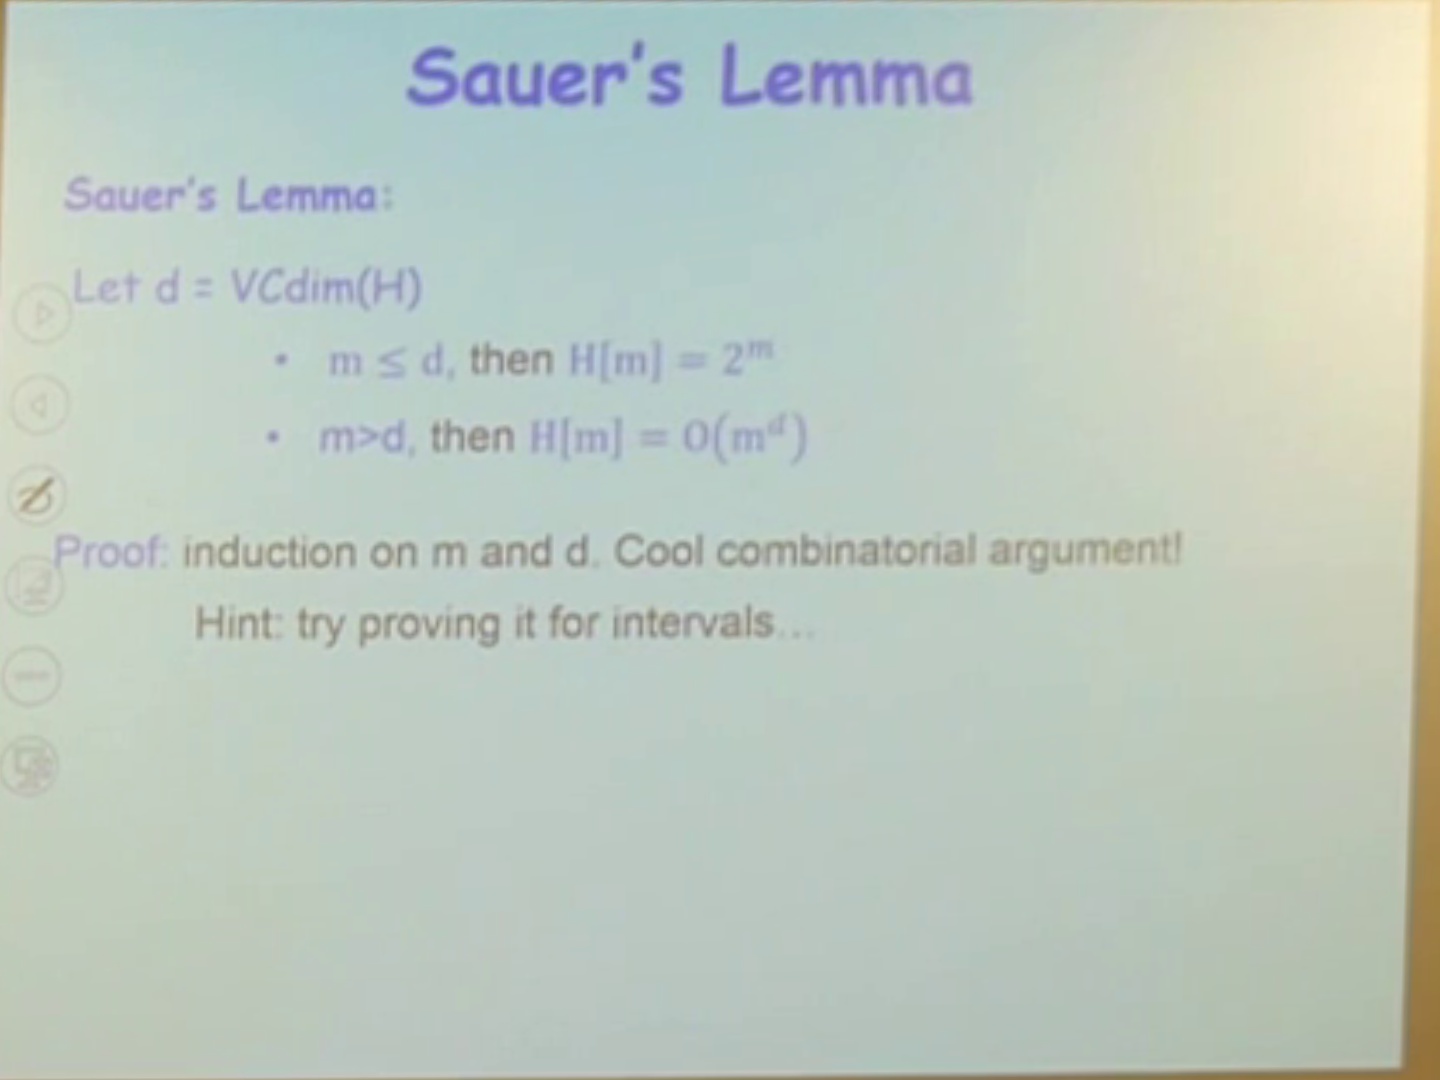 Sauer's Lemma
Sauer's Lemma:
Let d = VCdim(H)
• m ≤ d, then H[m] = 2^m
• m>d, then H[m] = O(m^d)
Proof: induction on m and d. Cool combinatorial argument!
Hint: try proving it for intervals…